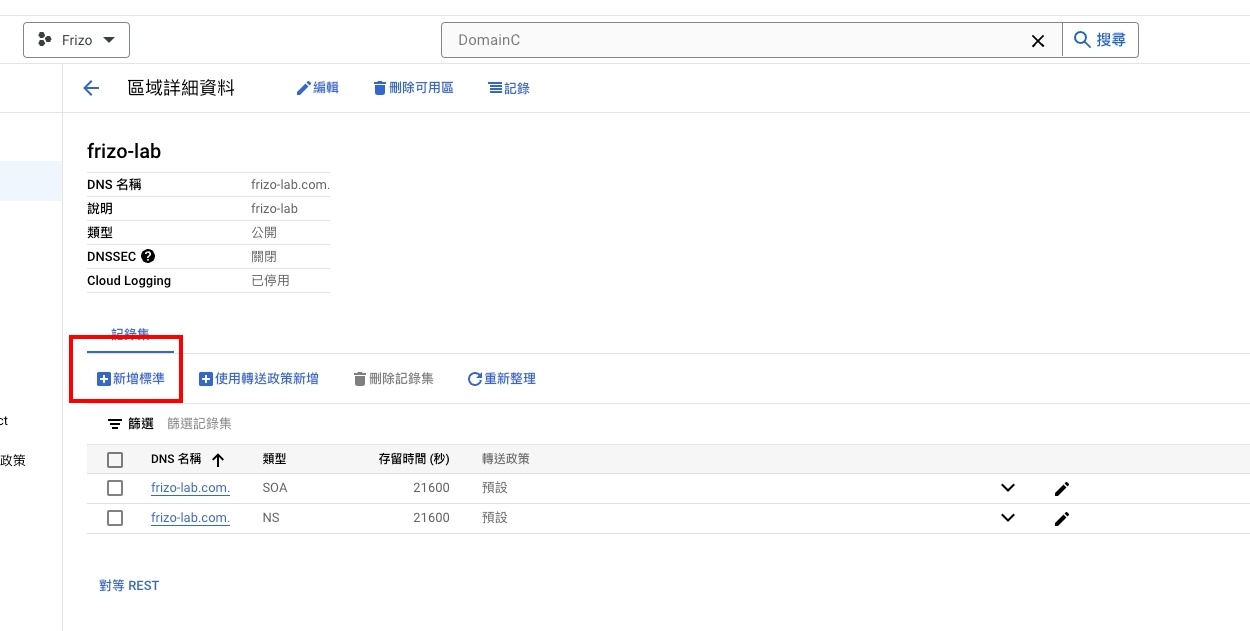 Frizo
DomainC
搜尋
區域詳細資料
編輯
刪除可用區
記錄
frizo-lab
DNS 名稱 frizo-lab.com.
說明 frizo-lab
類型 公開
DNSSEC ? 關閉
Cloud Logging 已停用
記錄集
新增標準 使用轉送政策新增 刪除記錄集 重新整理
ct
篩選 篩選記錄集
政策
DNS 名稱 類型 存留時間 (秒) 轉送政策
frizo-lab.com. SOA 21600 預設
frizo-lab.com. NS 21600 預設
對等 REST